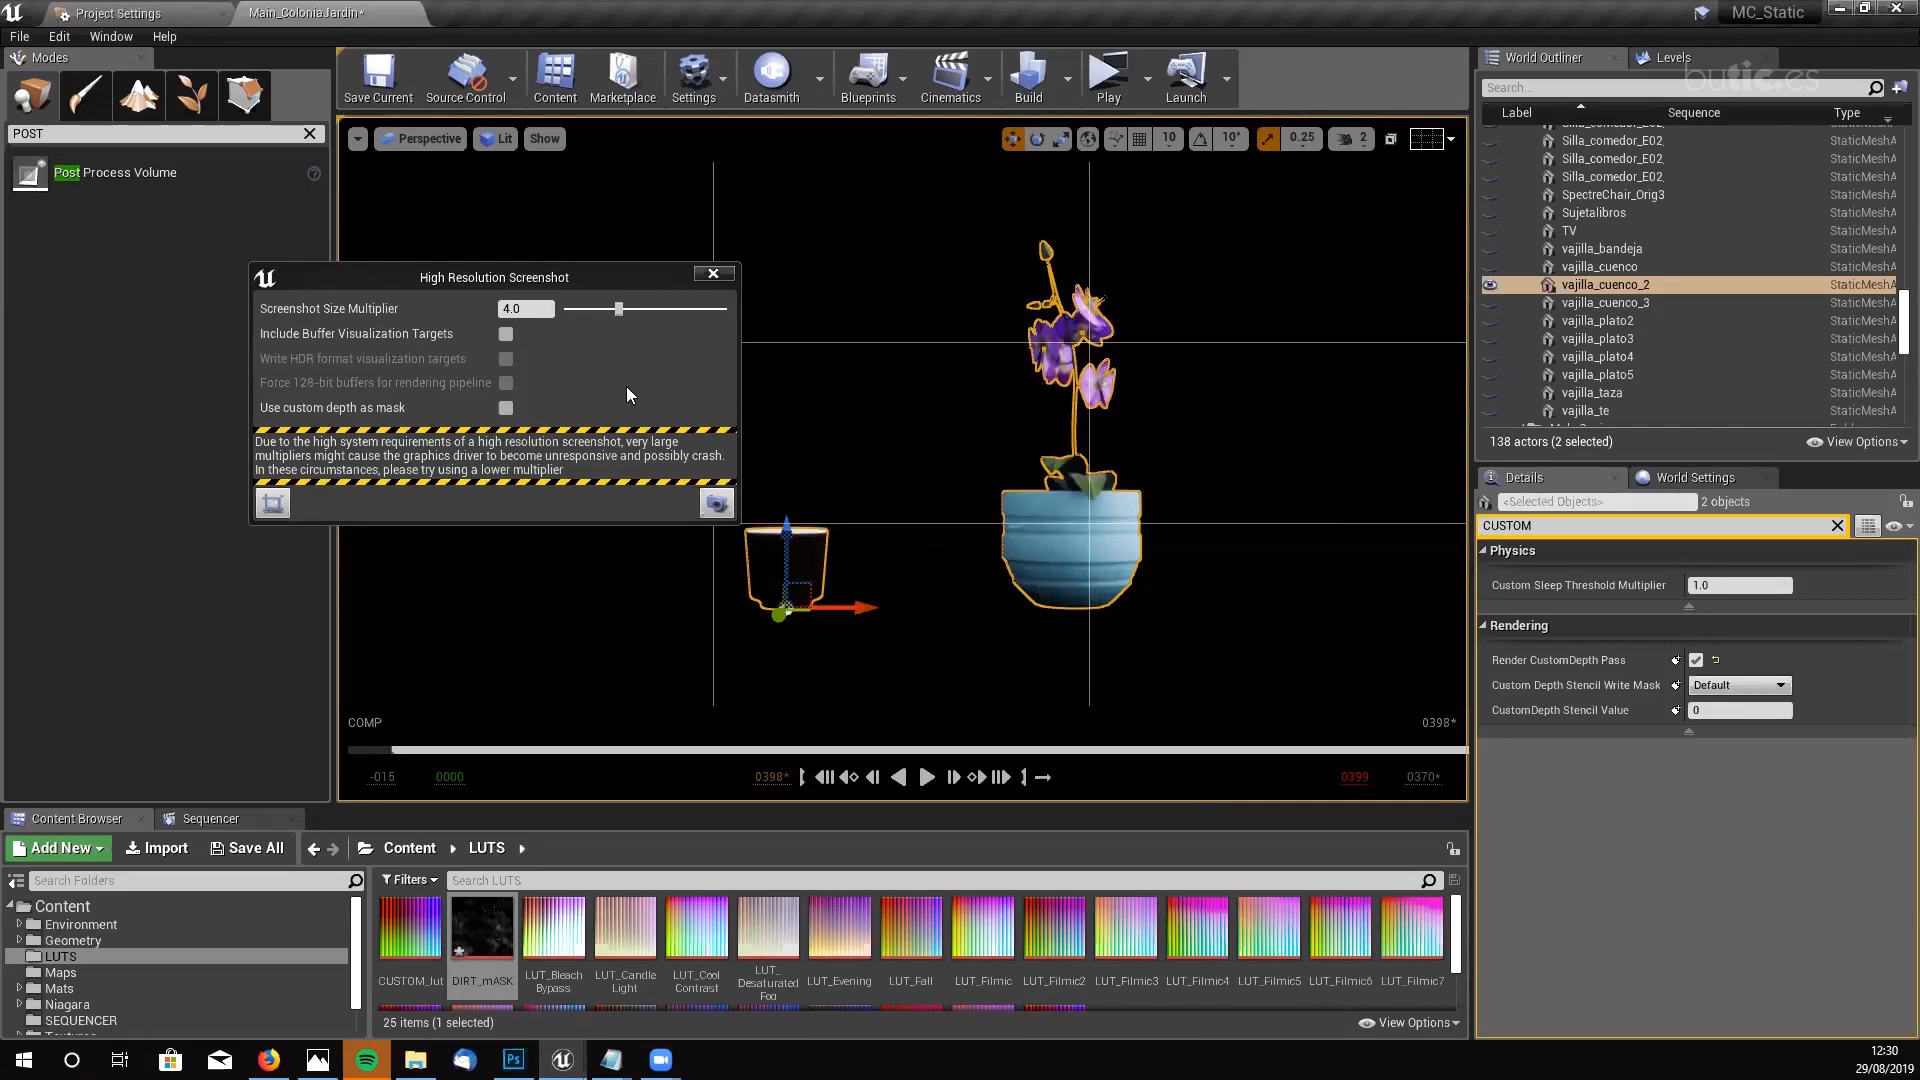 Project Settings
Main_ColoniaJardin*
MC_Static
File Edit Window Help
Modes
Save Current
Source Control
Content
Marketplace
Settings
Datasmith
Blueprints
Cinematics
Build
Play
Launch
World Outliner
Levels
butic.es
Search...
Label Sequence Type
POST
Post Process Volume
Perspective
Lit
Show
10
10°
0.25
2
Silla_comedor_E02_ StaticMeshA
Silla_comedor_E02_ StaticMeshA
Silla_comedor_E02_ StaticMeshA
SpectreChair_Orig3 StaticMeshA
Sujetalibros StaticMeshA
TV StaticMeshA
vajilla_bandeja StaticMeshA
vajilla_cuenco StaticMeshA
vajilla_cuenco_2 StaticMeshA
vajilla_cuenco_3 StaticMeshA
vajilla_plato2 StaticMeshA
vajilla_plato3 StaticMeshA
vajilla_plato4 StaticMeshA
vajilla_plato5 StaticMeshA
vajilla_taza StaticMeshA
vajilla_te StaticMeshA
138 actors (2 selected)
View Options
High Resolution Screenshot
Screenshot Size Multiplier 4.0
Include Buffer Visualization Targets
Write HDR format visualization targets
Force 128-bit buffers for rendering pipeline
Use custom depth as mask
Due to the high system requirements of a high resolution screenshot, very large
multipliers might cause the graphics driver to become unresponsive and possibly crash.
In these circumstances, please try using a lower multiplier
Details
World Settings
<Selected Objects> 2 objects
CUSTOM
Physics
Custom Sleep Threshold Multiplier 1.0
Rendering
Render CustomDepth Pass
Custom Depth Stencil Write Mask Default
CustomDepth Stencil Value 0
COMP 0398*
-015 0000 0398* 0399 0370*
Content Browser
Sequencer
Add New
Import
Save All
Content
LUTS
Search Folders
Filters
Search LUTS
Content
Environment
Geometry
LUTS
Maps
Mats
Niagara
SEQUENCER
CUSTOM_lut
DIRT_mASK
LUT_Bleach
Bypass
LUT_Candle
Light
LUT_Cool
Contrast
LUT_
Desaturated
Fog
LUT_Evening
LUT_Fall
LUT_Filmic
LUT_Filmic2
LUT_Filmic3
LUT_Filmic4
LUT_Filmic5
LUT_Filmic6
LUT_Filmic7
25 items (1 selected)
View Options
Ps
12:30
29/08/2019